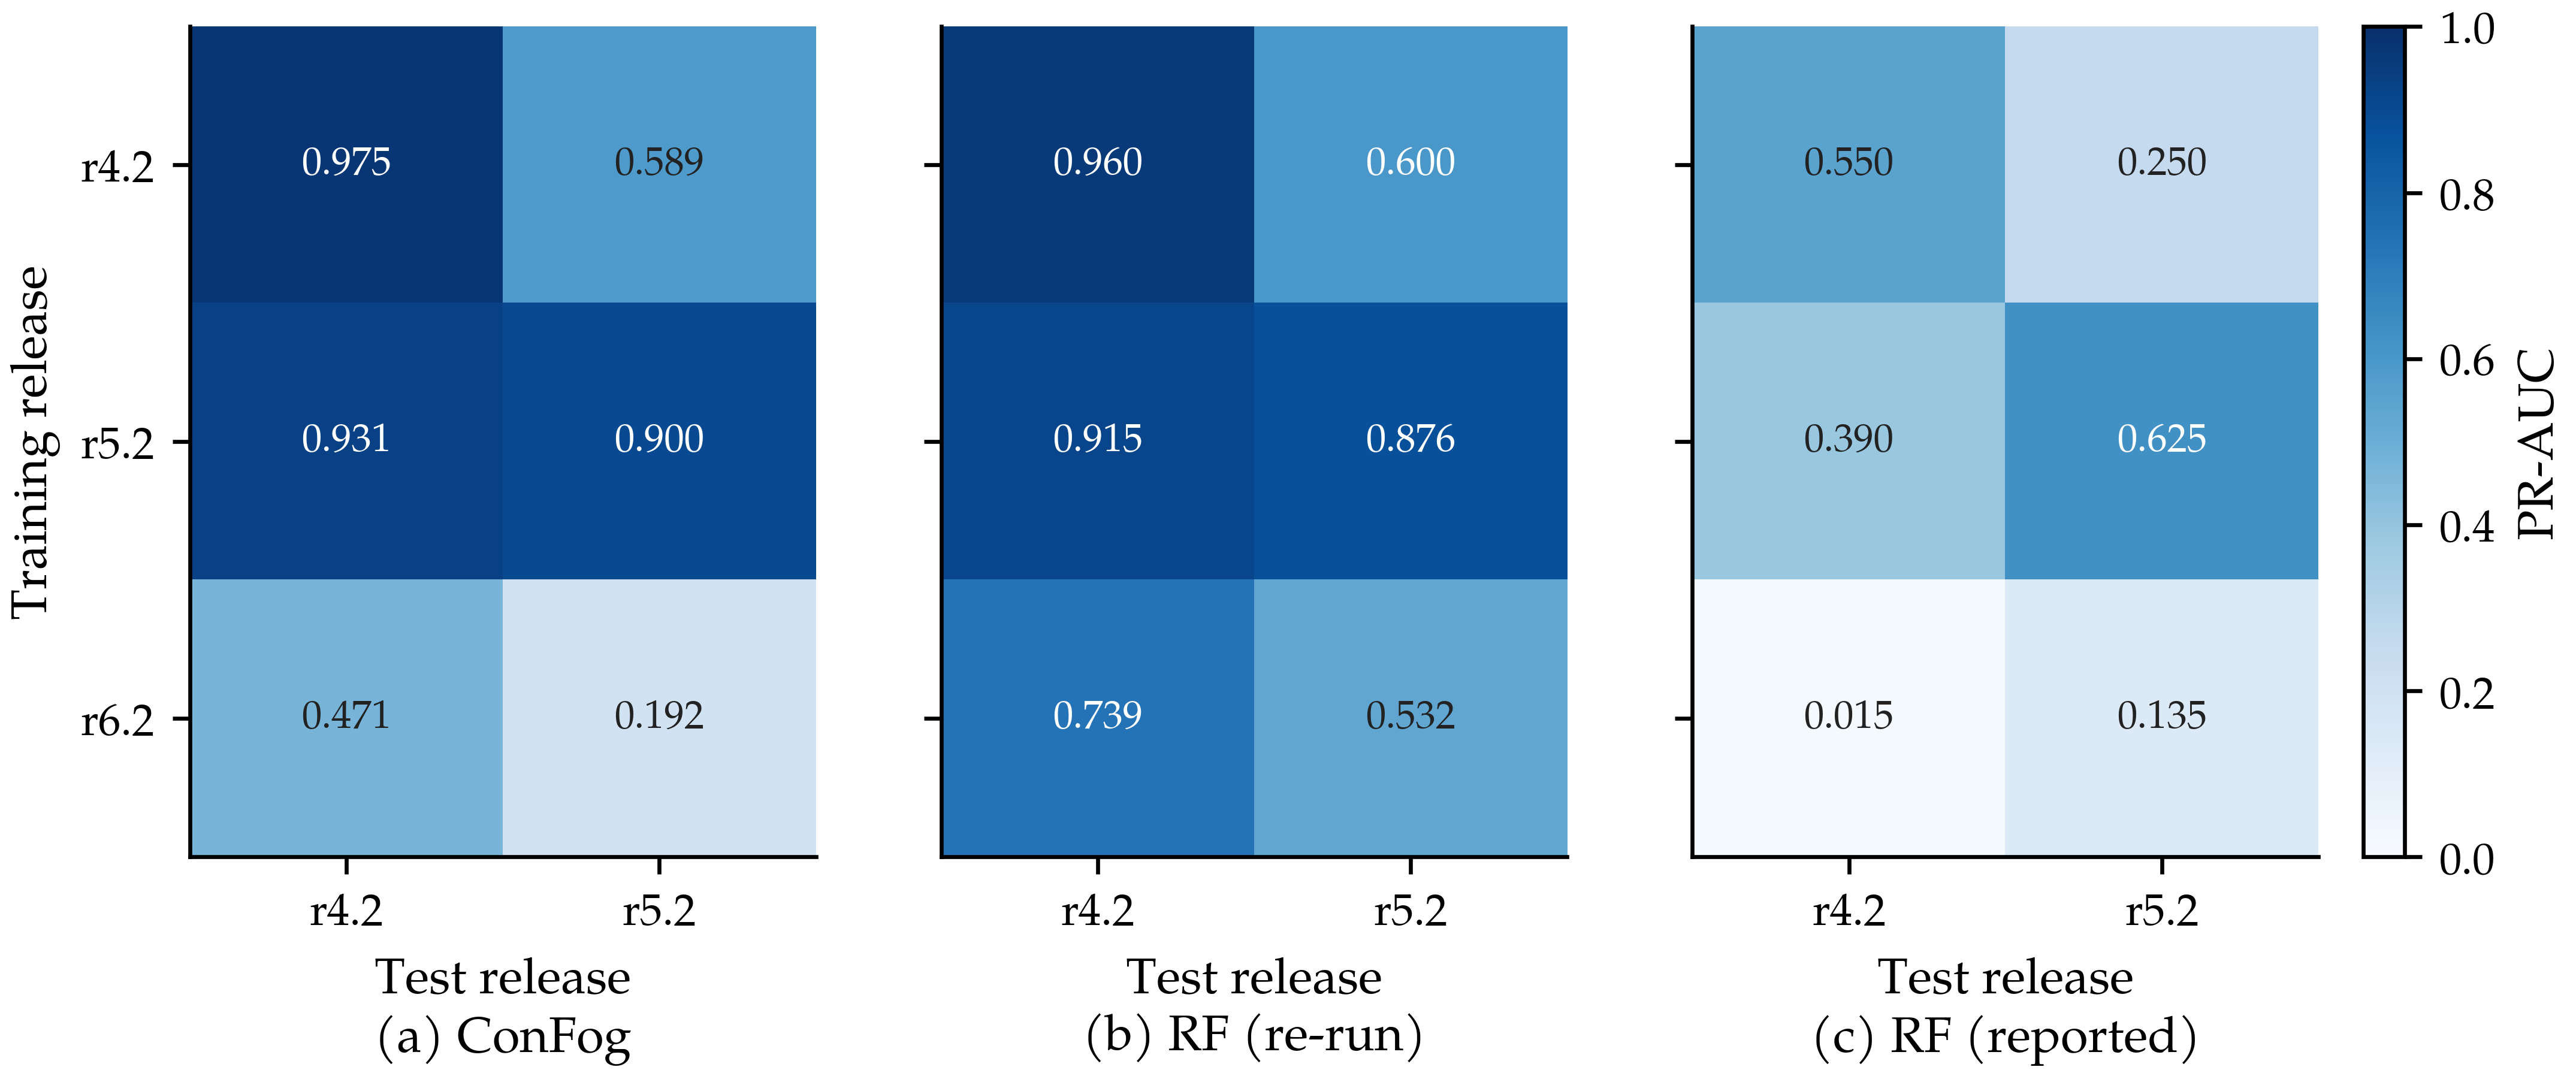 Training release
r4.2
r5.2
r6.2
0.975 0.589
0.931 0.900
0.471 0.192
r4.2 r5.2
Test release
(a) ConFog
0.960 0.600
0.915 0.876
0.739 0.532
r4.2 r5.2
Test release
(b) RF (re-run)
0.550 0.250
0.390 0.625
0.015 0.135
r4.2 r5.2
Test release
(c) RF (reported)
1.0
0.8
0.6
0.4
0.2
0.0
PR-AUC